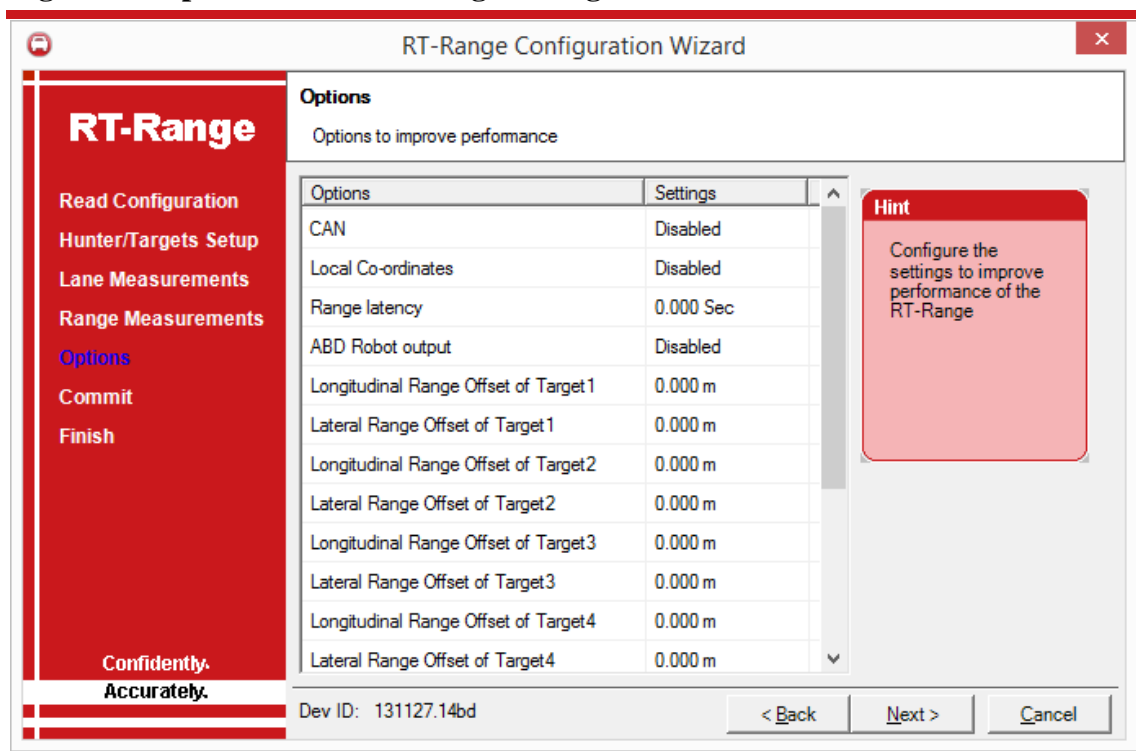 RT-Range Configuration Wizard
RT-Range
Read Configuration
Hunter/Targets Setup
Lane Measurements
Range Measurements
Options
Commit
Finish
Confidently.
Accurately.
Options
Options to improve performance
Options Settings
CAN Disabled
Local Co-ordinates Disabled
Range latency 0.000 Sec
ABD Robot output Disabled
Longitudinal Range Offset of Target1 0.000 m
Lateral Range Offset of Target1 0.000 m
Longitudinal Range Offset of Target2 0.000 m
Lateral Range Offset of Target2 0.000 m
Longitudinal Range Offset of Target3 0.000 m
Lateral Range Offset of Target3 0.000 m
Longitudinal Range Offset of Target4 0.000 m
Lateral Range Offset of Target4 0.000 m
Hint
Configure the
settings to improve
performance of the
RT-Range
Dev ID: 131127.14bd
< Back Next > Cancel